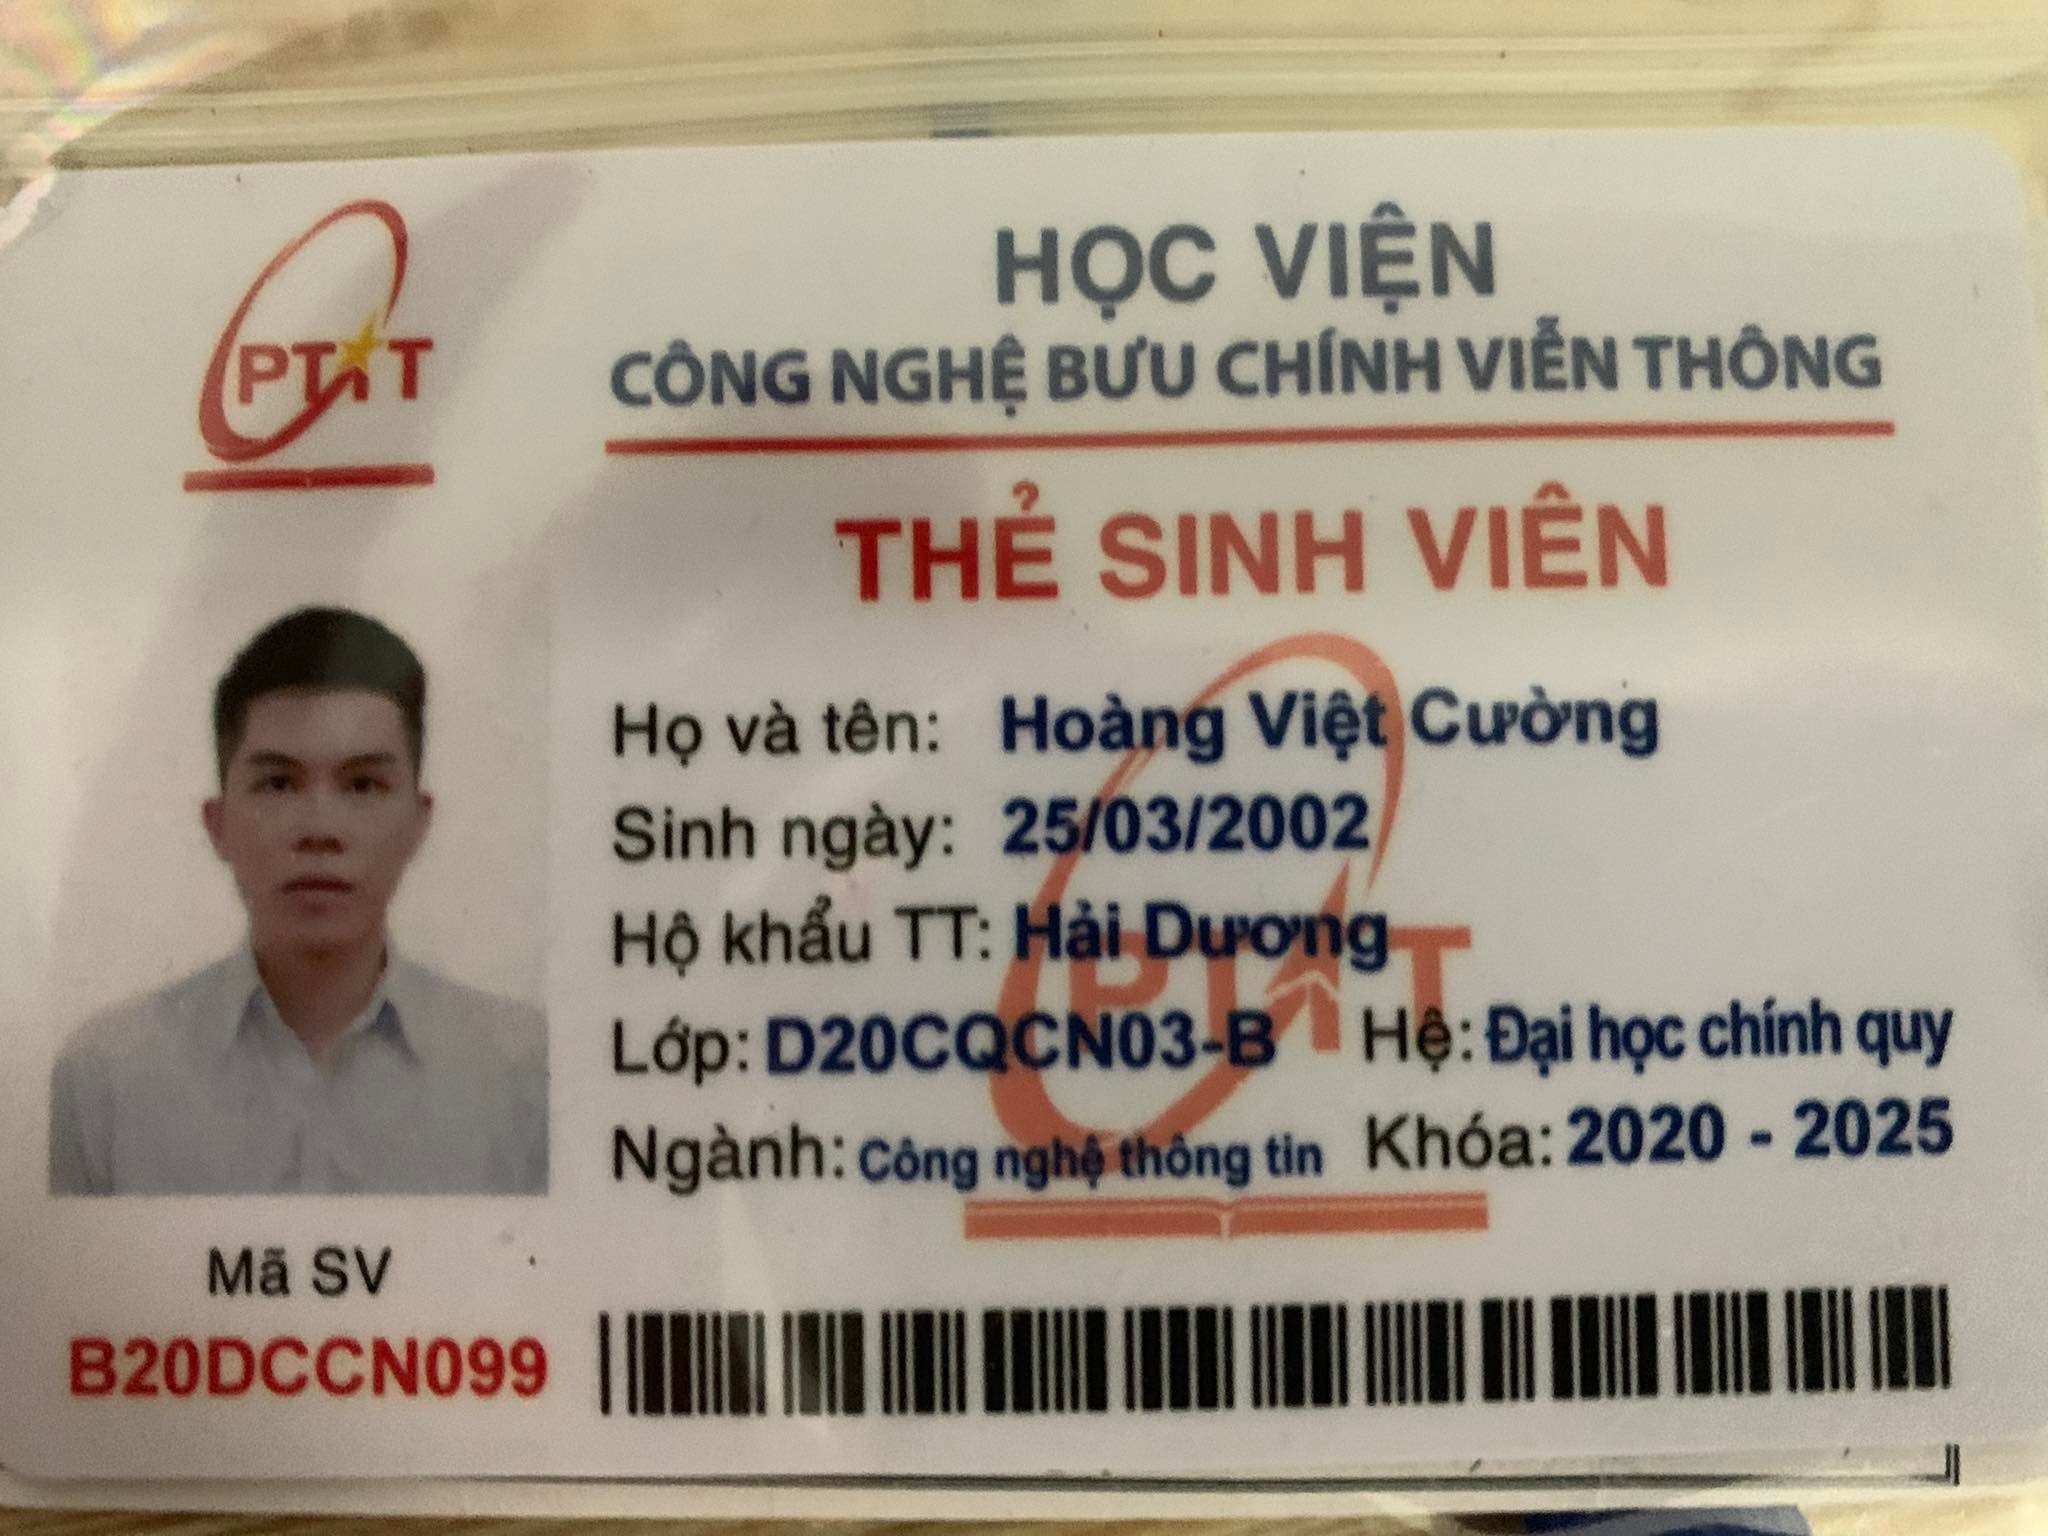 PTIT
HỌC VIỆN
CÔNG NGHỆ BƯU CHÍNH VIỄN THÔNG
THẺ SINH VIÊN
Họ và tên: Hoàng Việt Cường
Sinh ngày: 25/03/2002
Hộ khẩu TT: Hải Dương
PTIT
Lớp: D20CQCN03-B Hệ: Đại học chính quy
Ngành: Công nghệ thông tin Khóa: 2020 - 2025
Mã SV
B20DCCN099